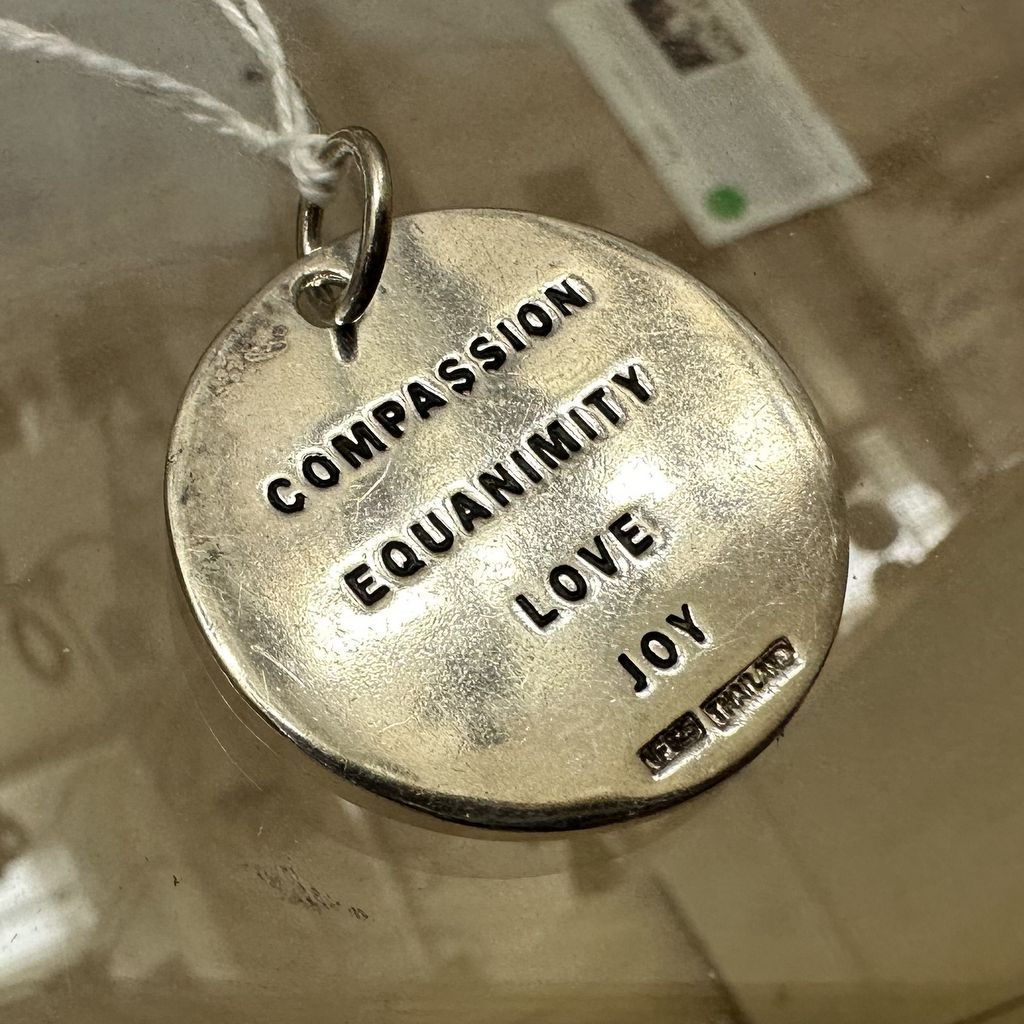 COMPASSION
EQUANIMITY
LOVE
JOY
THAILAND